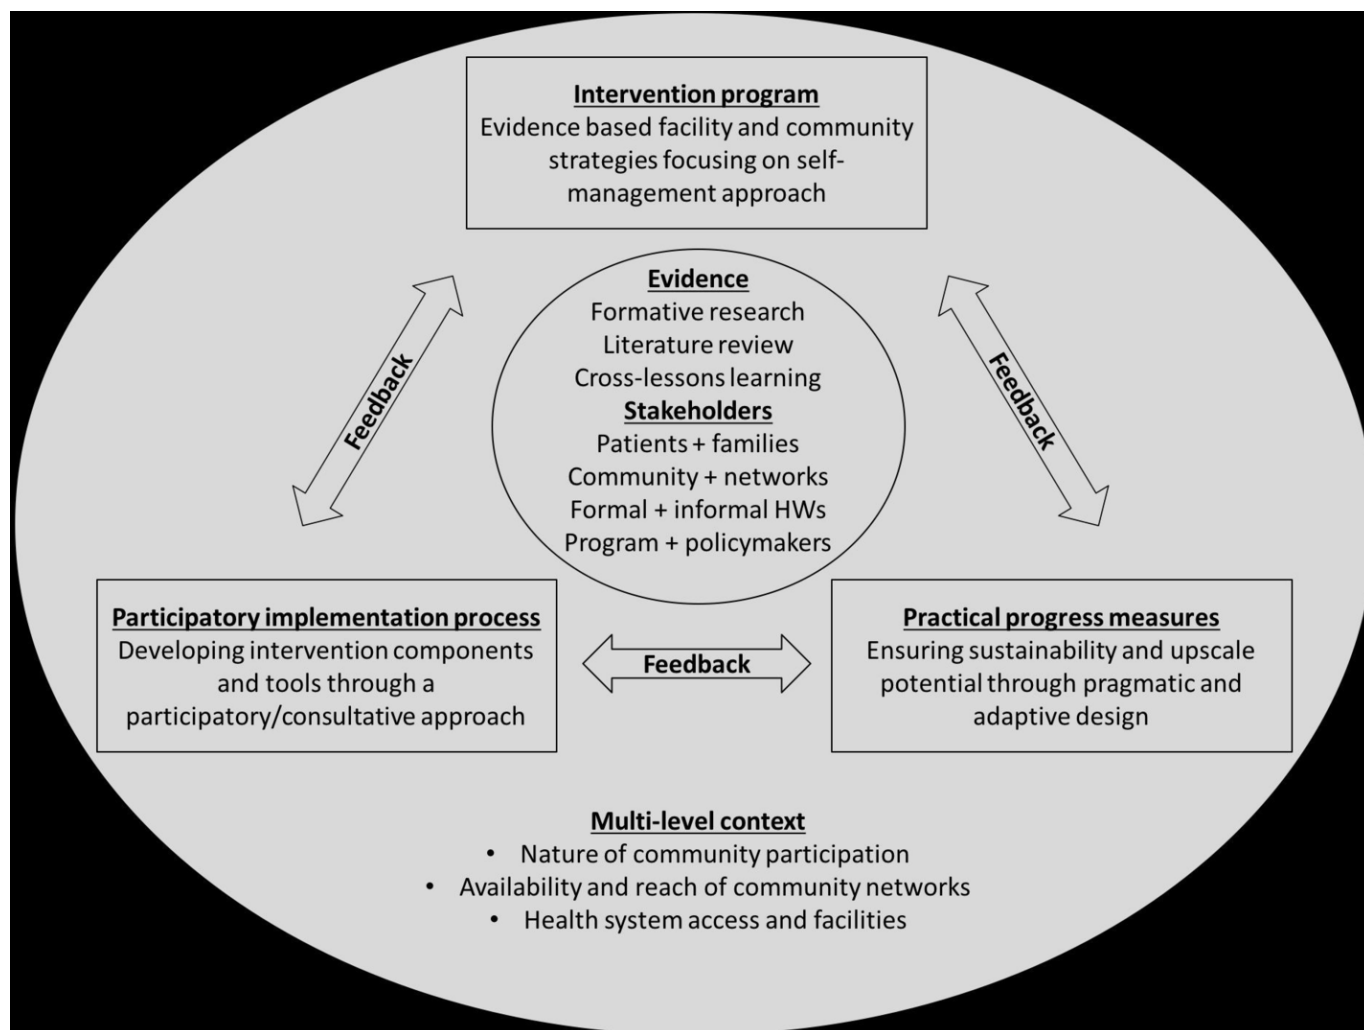 Intervention program
Evidence based facility and community
strategies focusing on self-
management approach
Evidence
Formative research
Literature review
Cross-lessons learning
Stakeholders
Patients + families
Community + networks
Formal + informal HWs
Program + policymakers
Feedback
Feedback
Participatory implementation process
Developing intervention components
and tools through a
participatory/consultative approach
Feedback
Practical progress measures
Ensuring sustainability and upscale
potential through pragmatic and
adaptive design
Multi-level context
• Nature of community participation
• Availability and reach of community networks
• Health system access and facilities